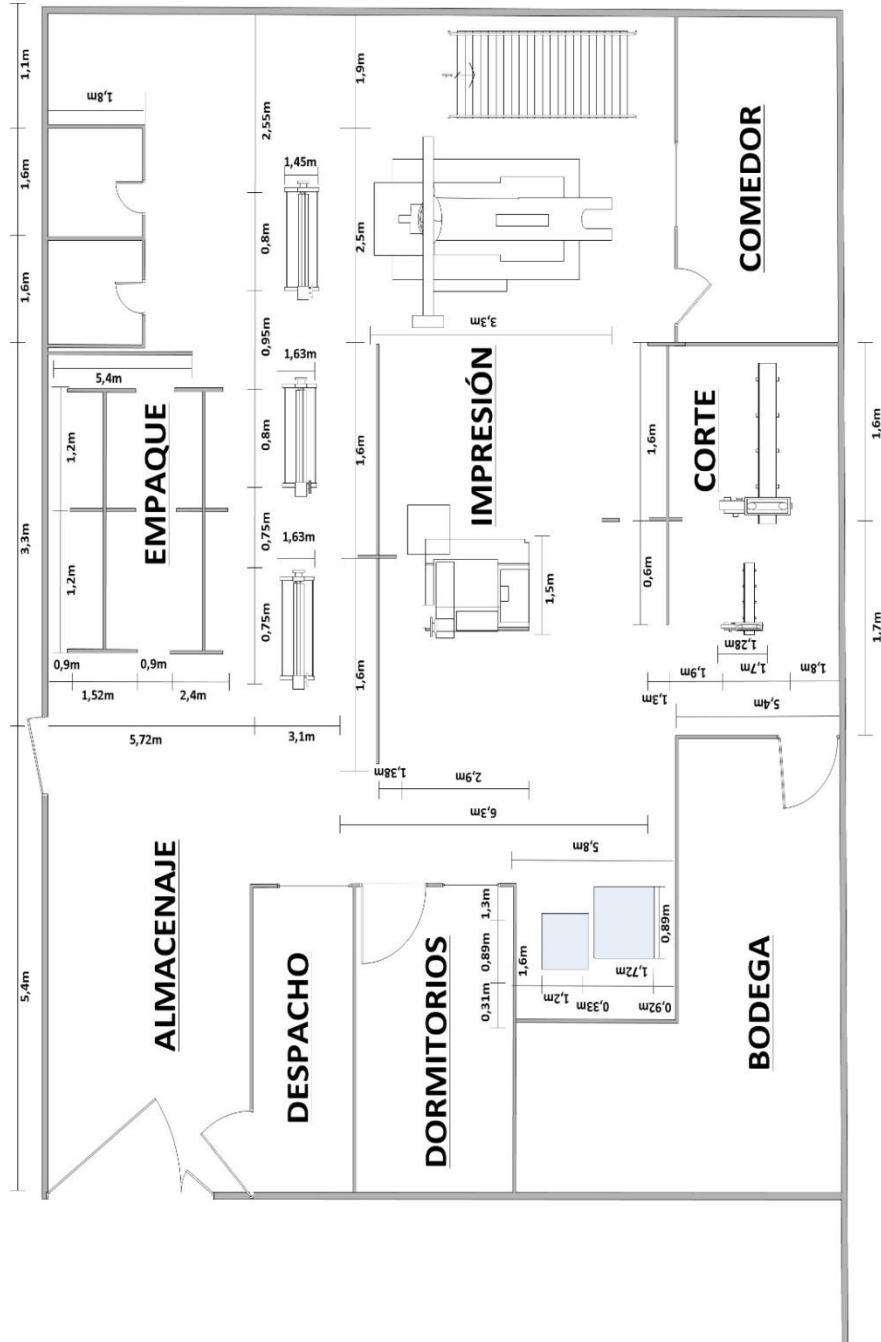 1,1m
1,8m
2,55m
1,9m
1,6m
1,45m
COMEDOR
0,8m
2,5m
1,6m
0,95m
3,3m
5,4m
1,63m
EMPAQUE
IMPRESIÓN
CORTE
1,2m
0,8m
1,6m
1,6m
1,6m
3,3m
0,75m
1,63m
1,2m
0,75m
1,5m
0,6m
1,28m
1,7m
0,9m
0,9m
1,52m
2,4m
1,6m
1,3m
1,9m
1,7m
1,8m
5,4m
5,72m
3,1m
1,38m
2,9m
6,3m
5,8m
ALMACENAJE
DESPACHO
DORMITORIOS
BODEGA
1,3m
0,89m
0,89m
1,6m
1,72m
0,31m
1,2m
0,33m
0,92m
5,4m